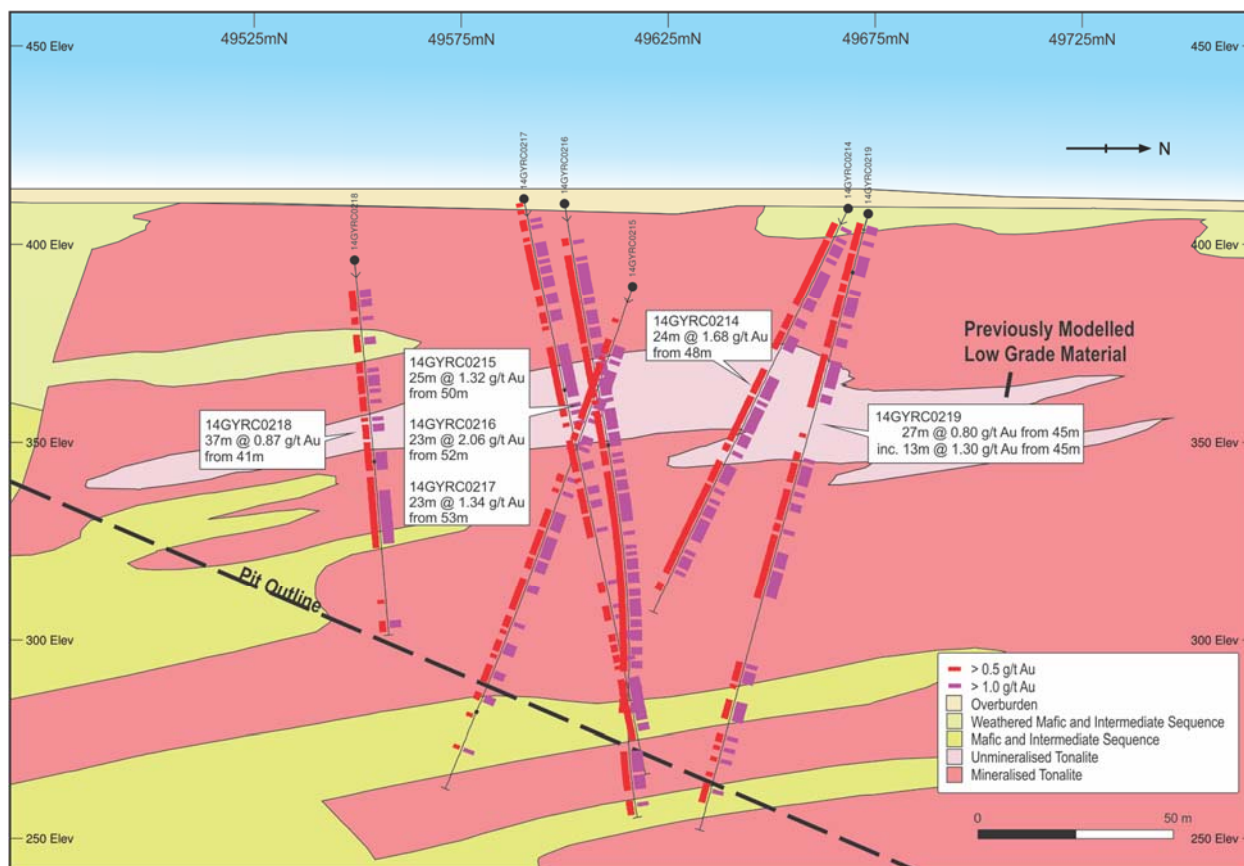 49525mN
49575mN
49625mN
49675mN
49725mN
450 Elev
450 Elev
N
14GYRC0218
14GYRC0217
14GYRC0216
14GYRC0215
14GYRC0214
14GYRC0219
400 Elev
400 Elev
14GYRC0214
24m @ 1.68 g/t Au
from 48m
Previously Modelled
Low Grade Material
14GYRC0215
25m @ 1.32 g/t Au
from 50m
14GYRC0216
23m @ 2.06 g/t Au
from 52m
14GYRC0217
23m @ 1.34 g/t Au
from 53m
14GYRC0218
37m @ 0.87 g/t Au
from 41m
14GYRC0219
27m @ 0.80 g/t Au from 45m
inc. 13m @ 1.30 g/t Au from 45m
350 Elev
350 Elev
Pit Outline
300 Elev
300 Elev
> 0.5 g/t Au
> 1.0 g/t Au
Overburden
Weathered Mafic and Intermediate Sequence
Mafic and Intermediate Sequence
Unmineralised Tonalite
Mineralised Tonalite
0
50 m
250 Elev
250 Elev